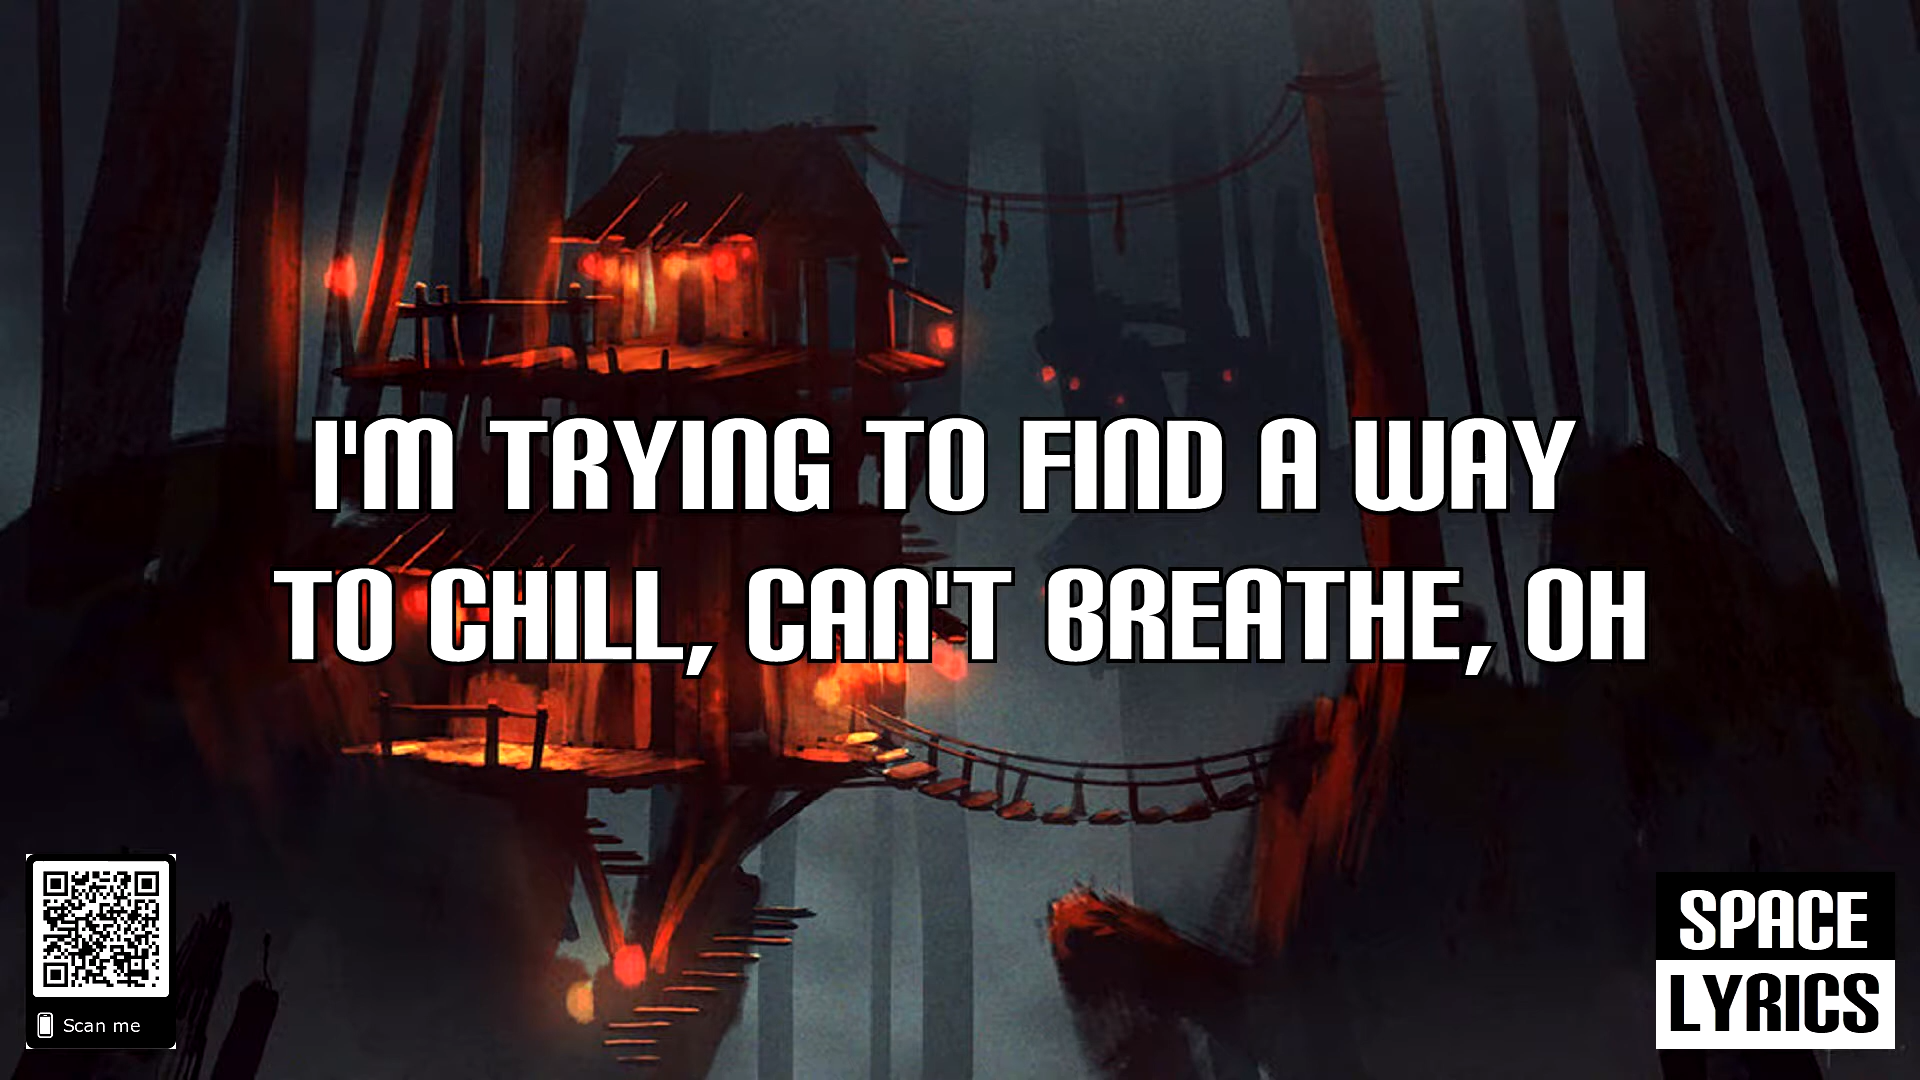 I'M TRYING TO FIND A WAY
TO CHILL, CAN'T BREATHE, OH
Scan me
SPACE
LYRICS